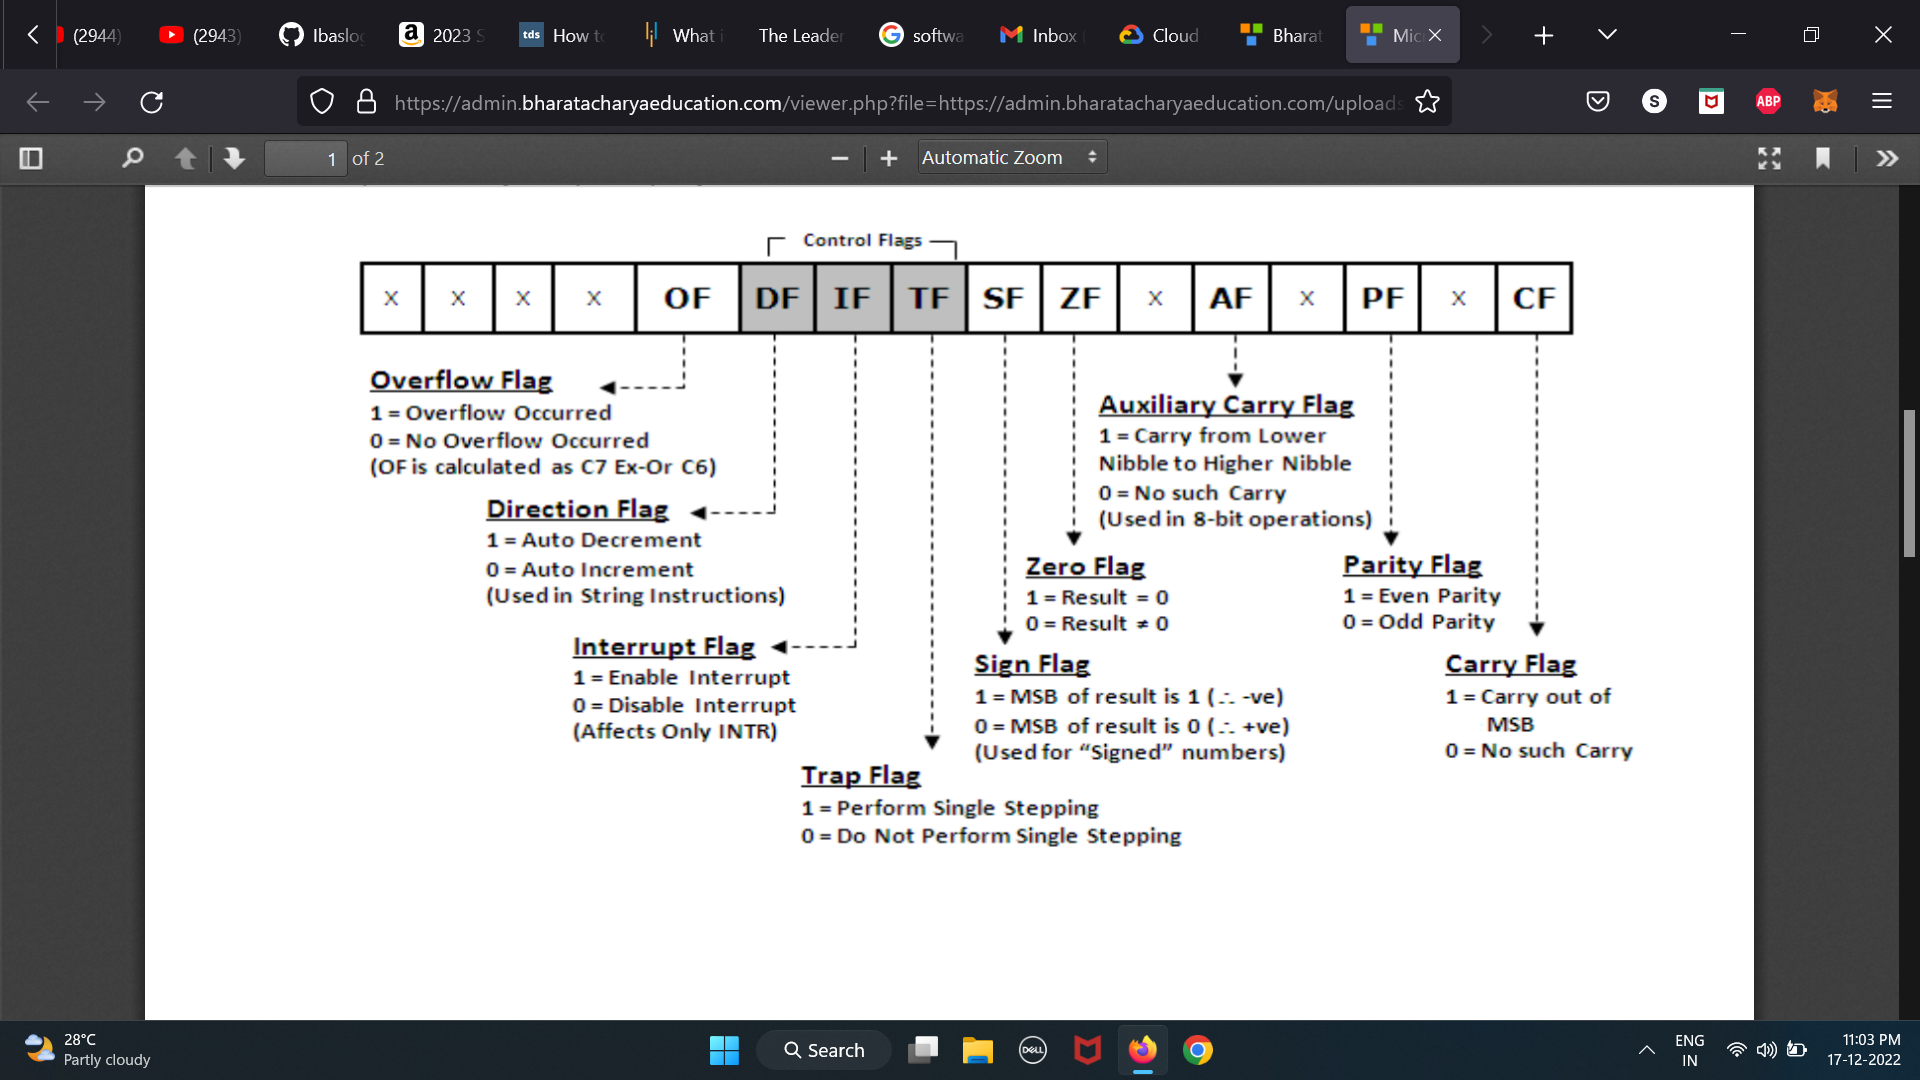 (2944)
(2943)
Ibaslo
2023 S
How to
What i
The Leader
softwa
Inbox
Cloud
Bharat
Mic
https://admin.bharatacharyaeducation.com/viewer.php?file=https://admin.bharatacharyaeducation.com/uploads
S
ABP
1 of 2
Automatic Zoom
Control Flags
x x x x OF DF IF TF SF ZF x AF x PF x CF
Overflow Flag
1 = Overflow Occurred
0 = No Overflow Occurred
(OF is calculated as C7 Ex-Or C6)
Direction Flag
1 = Auto Decrement
0 = Auto Increment
(Used in String Instructions)
Interrupt Flag
1 = Enable Interrupt
0 = Disable Interrupt
(Affects Only INTR)
Trap Flag
1 = Perform Single Stepping
0 = Do Not Perform Single Stepping
Sign Flag
1 = MSB of result is 1 (∴ -ve)
0 = MSB of result is 0 (∴ +ve)
(Used for “Signed” numbers)
Zero Flag
1 = Result = 0
0 = Result ≠ 0
Auxiliary Carry Flag
1 = Carry from Lower
Nibble to Higher Nibble
0 = No such Carry
(Used in 8-bit operations)
Parity Flag
1 = Even Parity
0 = Odd Parity
Carry Flag
1 = Carry out of
MSB
0 = No such Carry
28°C
Partly cloudy
Search
DELL
ENG
IN
11:03 PM
17-12-2022